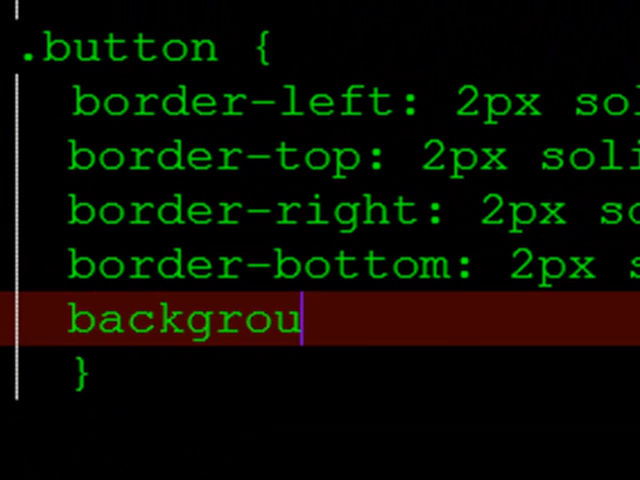 .button {
border-left: 2px sol
border-top: 2px soli
border-right: 2px so
border-bottom: 2px s
backgrou
}